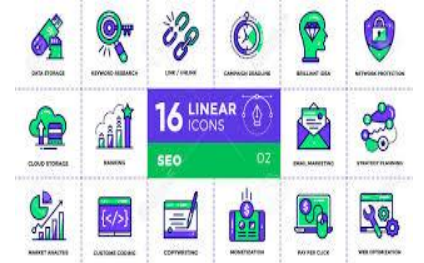 DATA STORAGE
KEYWORD RESEARCH
LINK / UNLINK
CAMPAIGN DEADLINE
BRILLIANT IDEA
NETWORK PROTECTION
CLOUD STORAGE
RANKING
16 LINEAR
ICONS
SEO
02
EMAIL MARKETING
STRATEGY PLANNING
MARKET ANALYSIS
CUSTOME CODING
COPYWRITING
MONETIZATION
PAY PER CLICK
WEB OPTIMIZATION